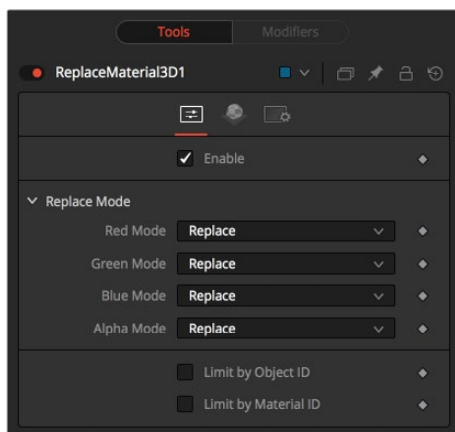 Tools Modifiers
ReplaceMaterial3D1
Enable
Replace Mode
Red Mode Replace
Green Mode Replace
Blue Mode Replace
Alpha Mode Replace
Limit by Object ID
Limit by Material ID